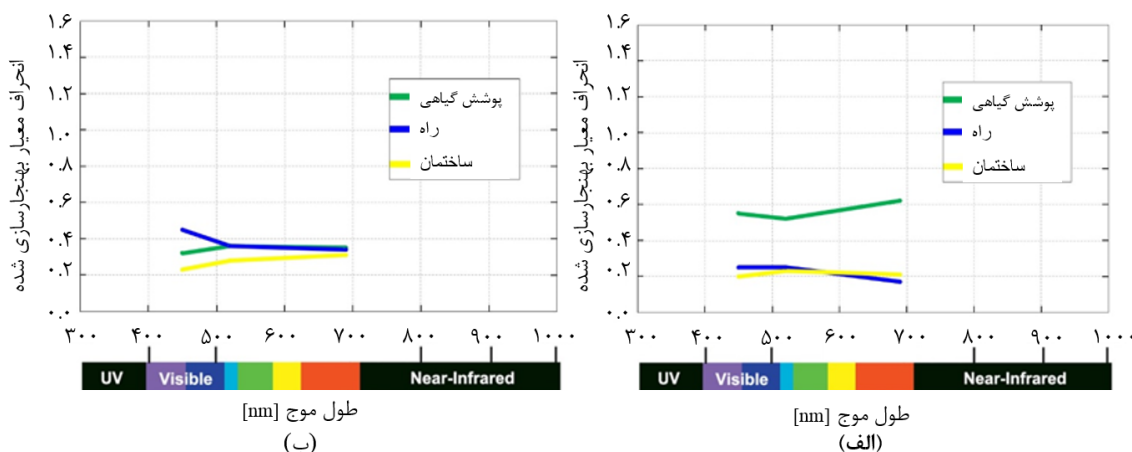 انحراف معیار بهنجارسازی شده
۱.۶
۱.۴
۱.۲
۱.۰
۰.۸
۰.۶
۰.۴
۰.۲
۰.۰
پوشش گیاهی
راه
ساختمان
۳۰۰ ۴۰۰ ۵۰۰ ۶۰۰ ۷۰۰ ۸۰۰ ۹۰۰ ۱۰۰۰
UV Visible Near-Infrared
طول موج [nm]
(الف)
انحراف معیار بهنجارسازی شده
۱.۶
۱.۴
۱.۲
۱.۰
۰.۸
۰.۶
۰.۴
۰.۲
۰.۰
پوشش گیاهی
راه
ساختمان
۳۰۰ ۴۰۰ ۵۰۰ ۶۰۰ ۷۰۰ ۸۰۰ ۹۰۰ ۱۰۰۰
UV Visible Near-Infrared
طول موج [nm]
(ب)